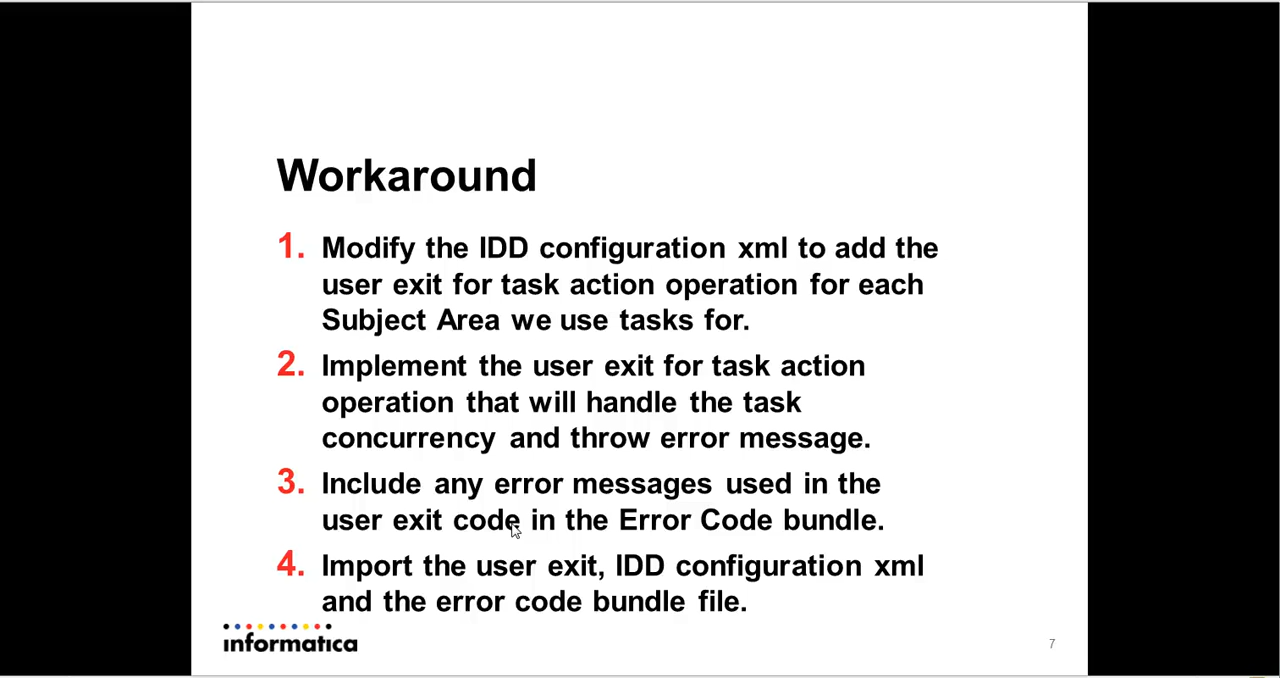 Workaround
1. Modify the IDD configuration xml to add the
user exit for task action operation for each
Subject Area we use tasks for.
2. Implement the user exit for task action
operation that will handle the task
concurrency and throw error message.
3. Include any error messages used in the
user exit code in the Error Code bundle.
4. Import the user exit, IDD configuration xml
and the error code bundle file.
informatica
7